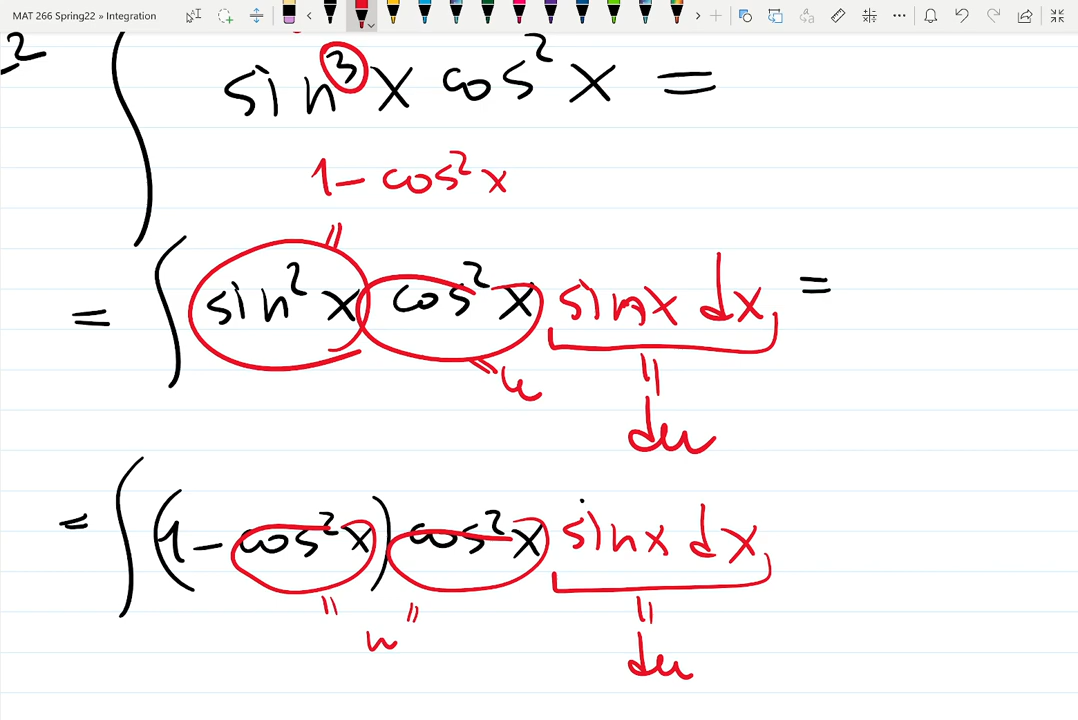 MAT 266 Spring22 » Integration
2
∫ sin³x cos²x =
1 - cos²x
||
= ∫ sin²x cos²x sinx dx =
|| u ||
du
= ∫ (1 - cos²x) cos²x sinx dx
|| u || ||
du